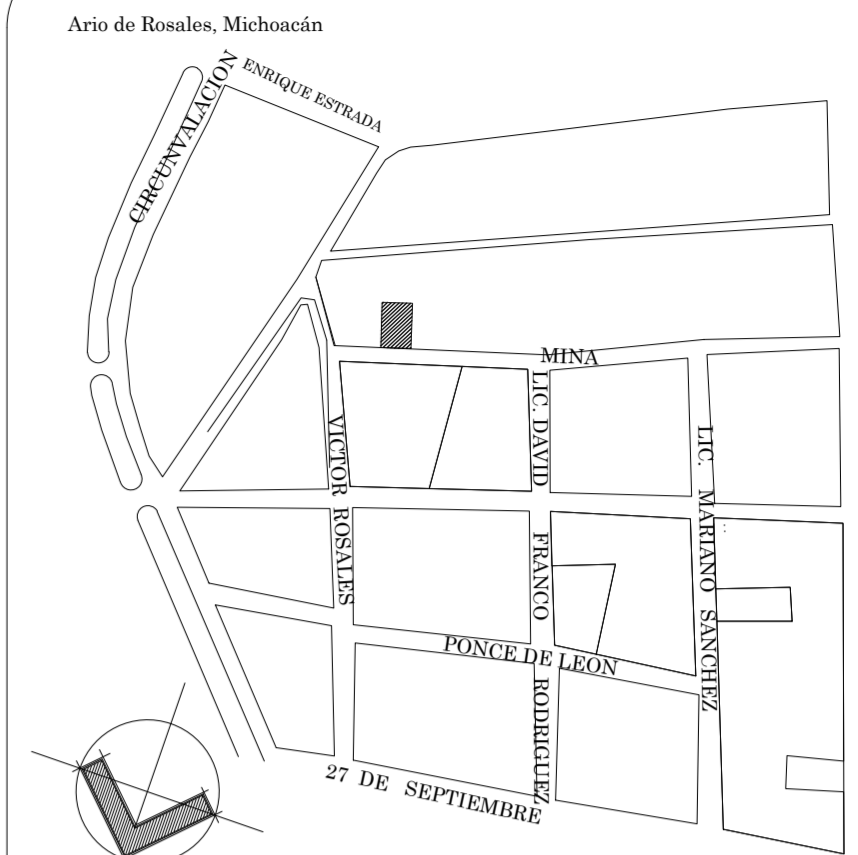 Ario de Rosales, Michoacán
CIRCUNVALACION
ENRIQUE ESTRADA
MINA
LIC. DAVID FRANCO RODRIGUEZ
VICTOR ROSALES
LIC. MARIANO SANCHEZ
PONCE DE LEON
27 DE SEPTIEMBRE